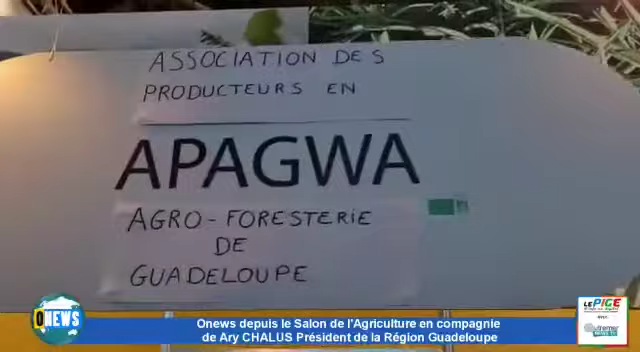 ASSOCIATION DES
PRODUCTEURS EN
APAGWA
AGRO-FORESTERIE
DE
GUADELOUPE
ONEWS
Onews depuis le Salon de l'Agriculture en compagnie
de Ary CHALUS Président de la Région Guadeloupe
LE PIGE